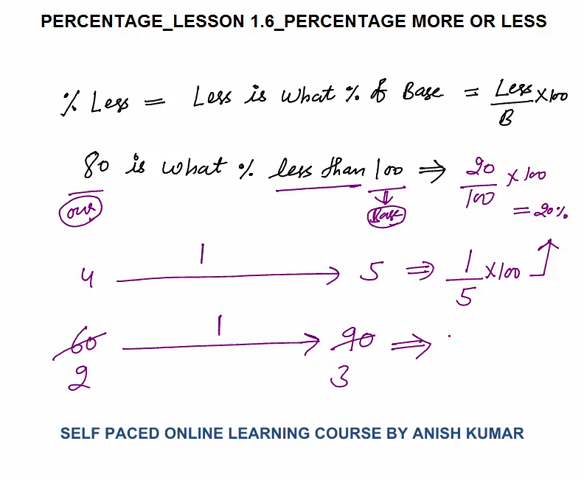 PERCENTAGE_LESSON 1.6_PERCENTAGE MORE OR LESS
% Less = Less is what % of Base = Less/B × 100
80 is what % less than 100 ⇒ 20/100 × 100
our Base = 20%
4 1 5 ⇒ 1/5 × 100
60 1 90 ⇒
2 3
SELF PACED ONLINE LEARNING COURSE BY ANISH KUMAR